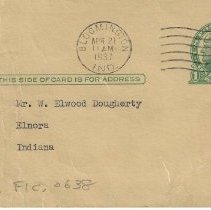 BLOOMINGTON
APR 21
11 AM
1937
IND.
THIS SIDE OF CARD IS FOR ADDRESS
Mr. W. Elwood Dougherty
Elnora
Indiana
F.I.C. 0638